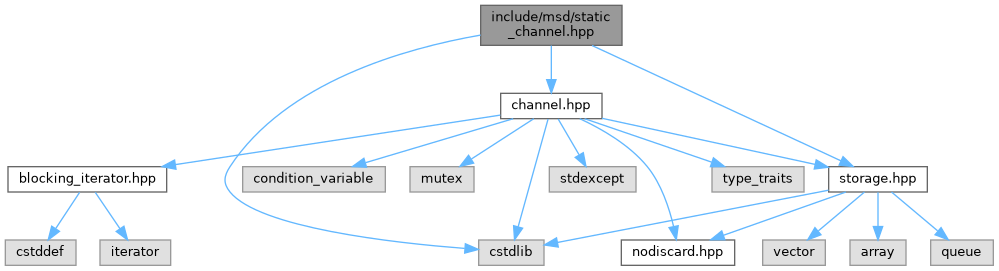 include/msd/static
_channel.hpp
channel.hpp
blocking_iterator.hpp
condition_variable
mutex
stdexcept
type_traits
storage.hpp
cstddef
iterator
cstdlib
nodiscard.hpp
vector
array
queue